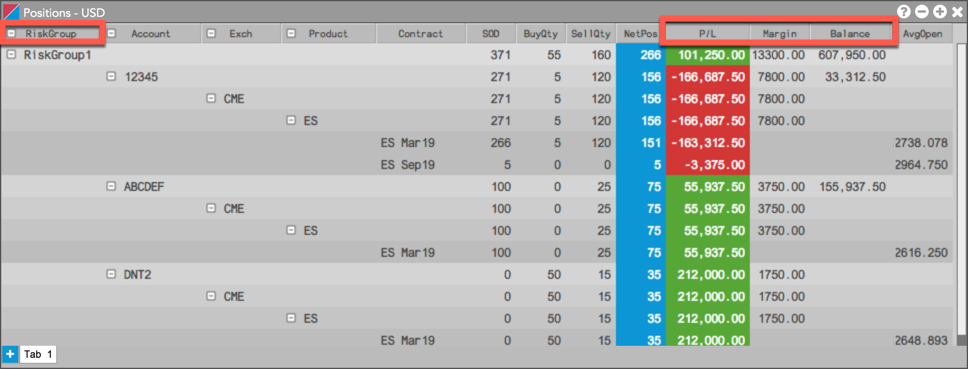 Positions - USD
RiskGroup Account Exch Product Contract SOD BuyQty SellQty NetPos P/L Margin Balance AvgOpen
RiskGroup1 371 55 160 266 101,250.00 13300.00 607,950.00
12345 271 5 120 156 -166,687.50 7800.00 33,312.50
CME 271 5 120 156 -166,687.50 7800.00
ES 271 5 120 156 -166,687.50 7800.00
ES Mar19 266 5 120 151 -163,312.50 2738.078
ES Sep19 5 0 0 5 -3,375.00 2964.750
ABCDEF 100 0 25 75 55,937.50 3750.00 155,937.50
CME 100 0 25 75 55,937.50 3750.00
ES 100 0 25 75 55,937.50 3750.00
ES Mar19 100 0 25 75 55,937.50 2616.250
DNT2 0 50 15 35 212,000.00 1750.00
CME 0 50 15 35 212,000.00 1750.00
ES 0 50 15 35 212,000.00 1750.00
ES Mar19 0 50 15 35 212,000.00 2648.893
Tab 1